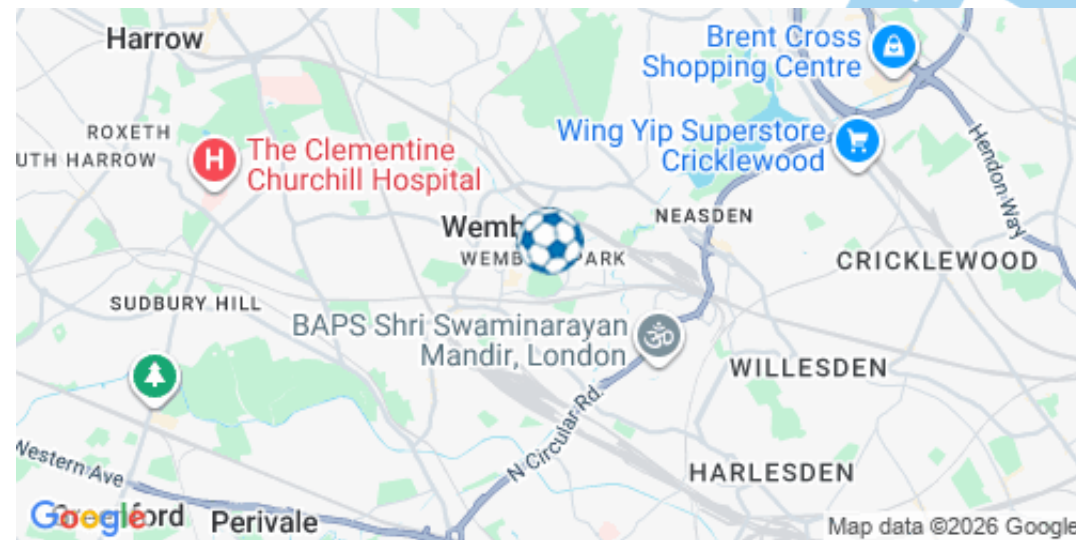 Harrow
Brent Cross
Shopping Centre
ROXETH
UTH HARROW
H
The Clementine
Churchill Hospital
Wing Yip Superstore
Cricklewood
Hendon Way
Wemb
NEASDEN
WEMB PARK
CRICKLEWOOD
SUDBURY HILL
BAPS Shri Swaminarayan
Mandir, London
ॐ
WILLESDEN
N Circular Rd.
Western Ave
HARLESDEN
Google
ord
Perivale
Map data ©2026 Google